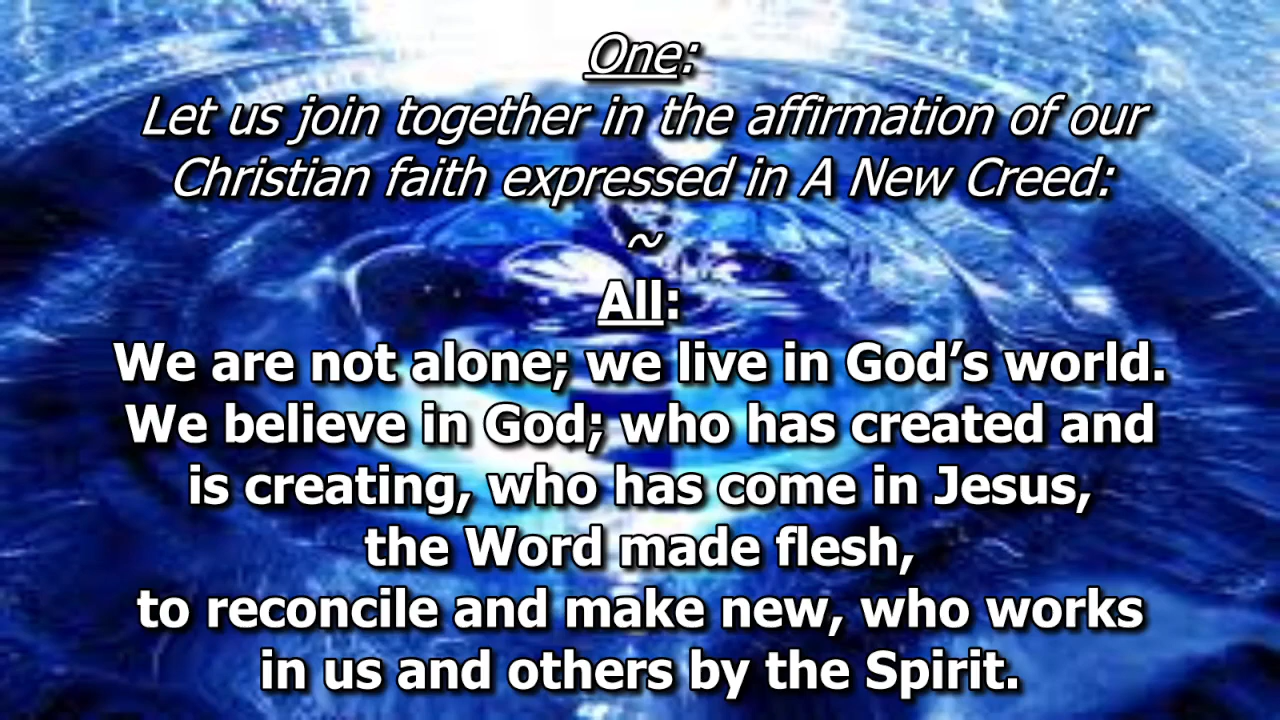 One:
Let us join together in the affirmation of our
Christian faith expressed in A New Creed:
~
All:
We are not alone; we live in God’s world.
We believe in God; who has created and
is creating, who has come in Jesus,
the Word made flesh,
to reconcile and make new, who works
in us and others by the Spirit.